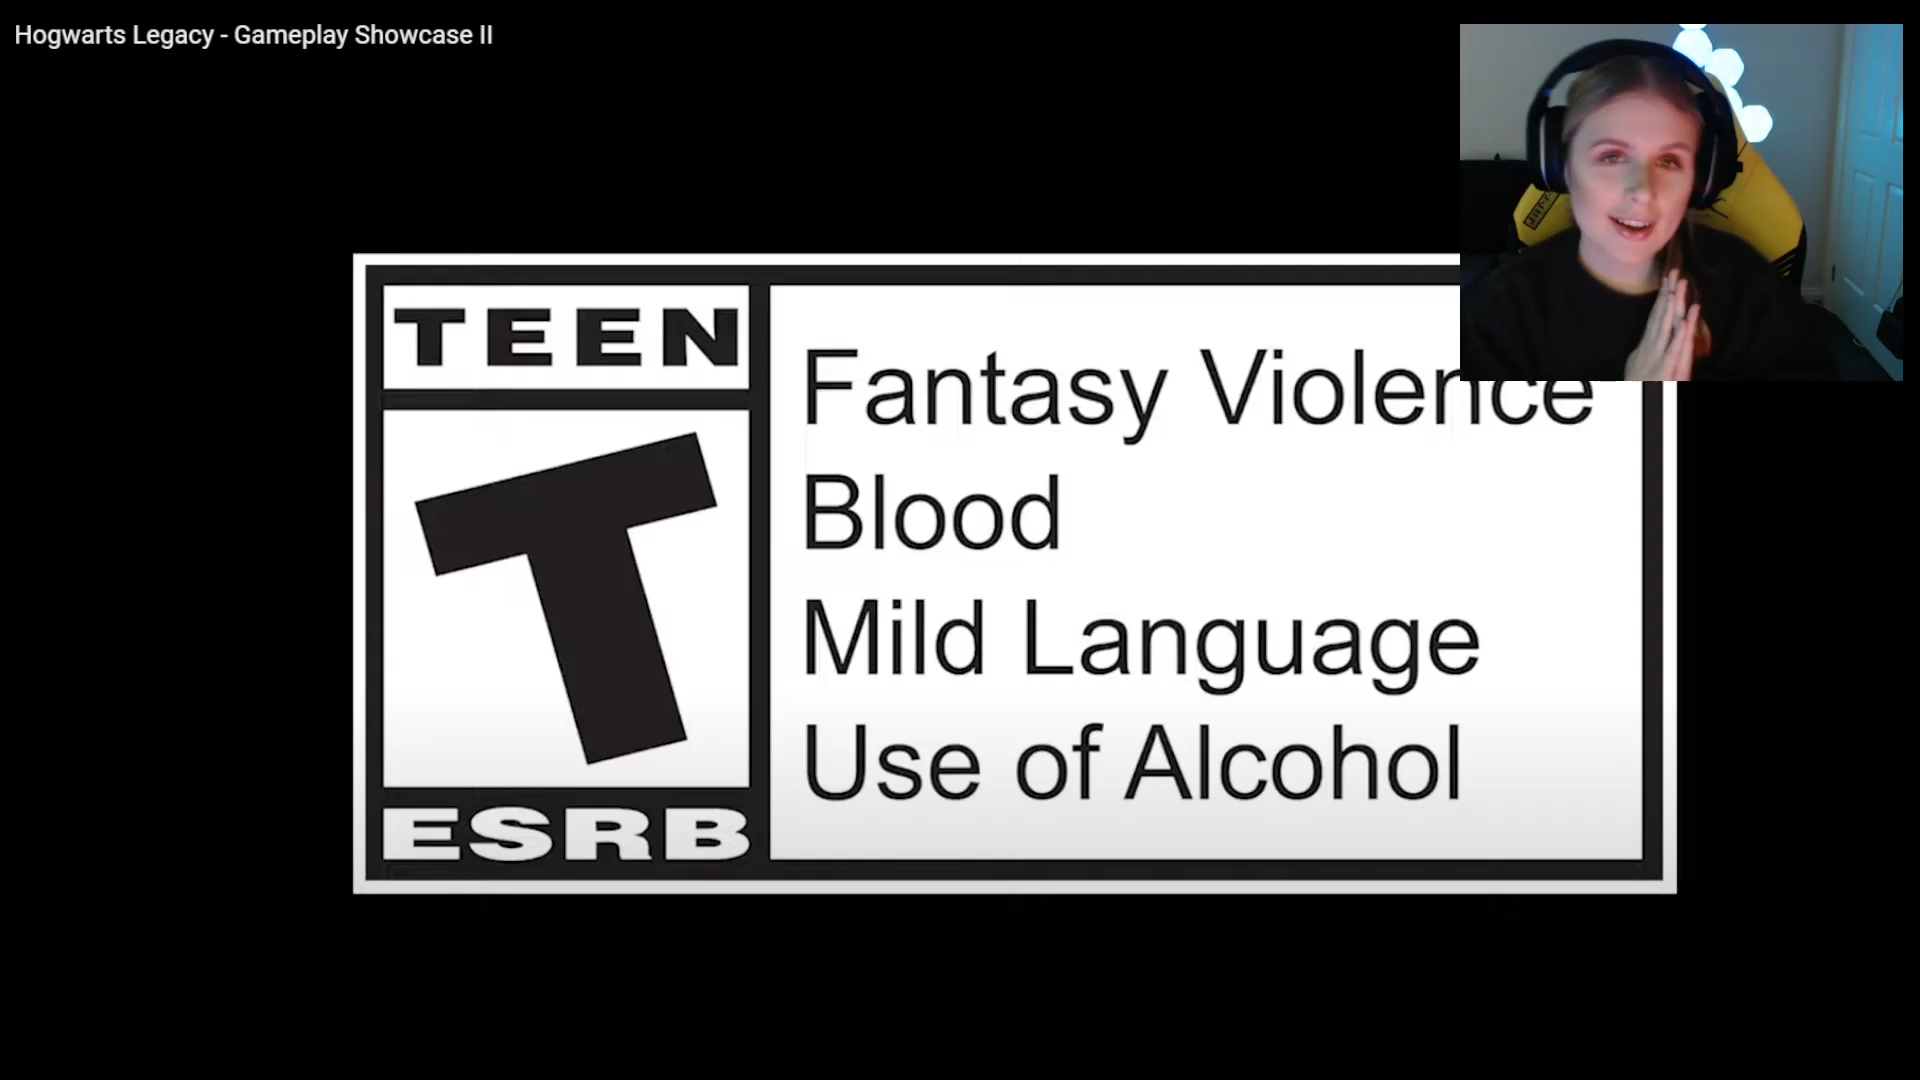 Hogwarts Legacy - Gameplay Showcase II
TEEN
T
ESRB
Fantasy Violence
Blood
Mild Language
Use of Alcohol